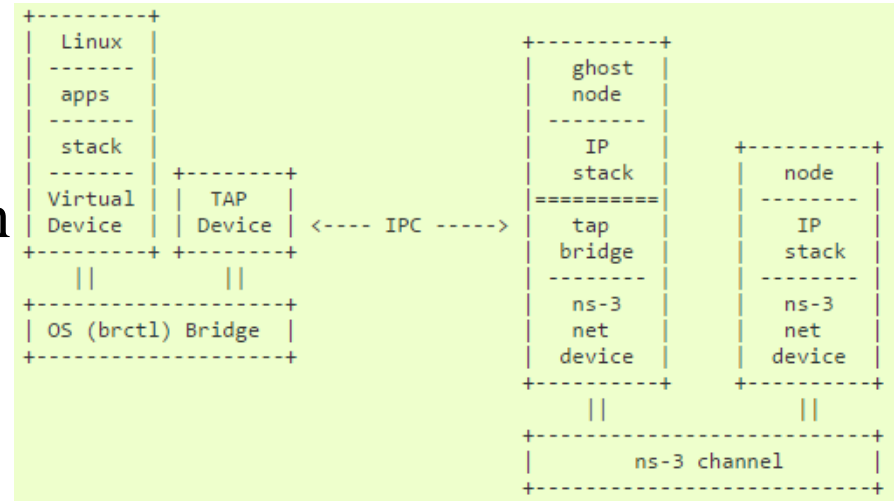 +---------+
| Linux |                                +----------+
| ------- |                                | ghost |
| apps |                                | node |
| ------- |                                | -------- |
| stack |                                | IP |       +----------+
| ------- | +--------+                     | stack |       | node |
| Virtual | | TAP |                     |==========|       | -------- |
n | Device | | Device | <---- IPC -----> | tap |       | IP |
+---------+ +--------+                     | bridge |       | stack |
||           ||                            | -------- |       | -------- |
+--------------------+                     | ns-3 |       | ns-3 |
| OS (brctl) Bridge |                     | net |       | net |
+--------------------+                     | device |       | device |
+----------+       +----------+
||                 ||
+---------------------------+
| ns-3 channel |
+---------------------------+